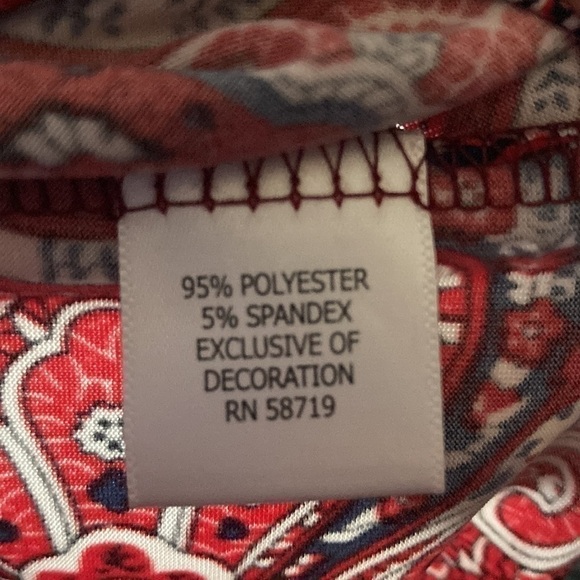 95% POLYESTER
5% SPANDEX
EXCLUSIVE OF
DECORATION
RN 58719